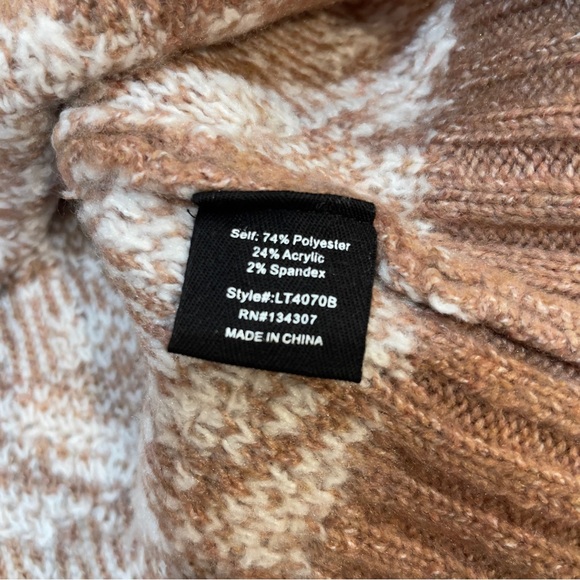 Self: 74% Polyester
24% Acrylic
2% Spandex
Style#:LT4070B
RN#134307
MADE IN CHINA